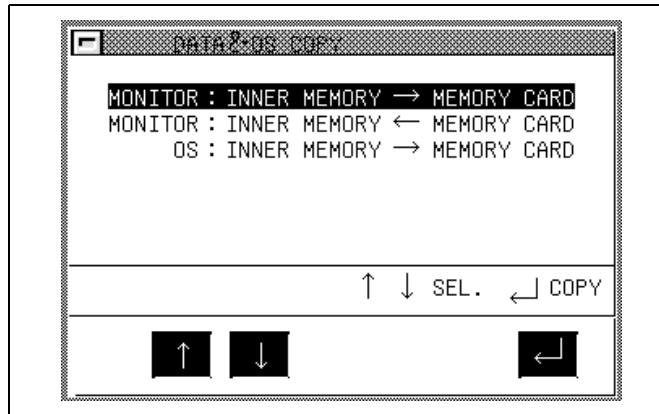 DATA&OS COPY
MONITOR : INNER MEMORY → MEMORY CARD
MONITOR : INNER MEMORY ← MEMORY CARD
OS : INNER MEMORY → MEMORY CARD
↑ ↓ SEL. ↵ COPY
↑ ↓ ↵